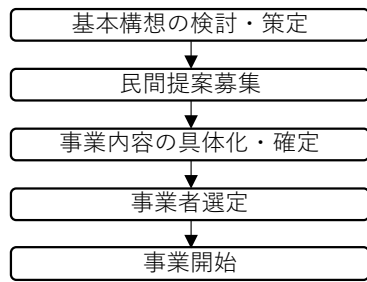 基本構想の検討・策定
民間提案募集
事業内容の具体化・確定
事業者選定
事業開始